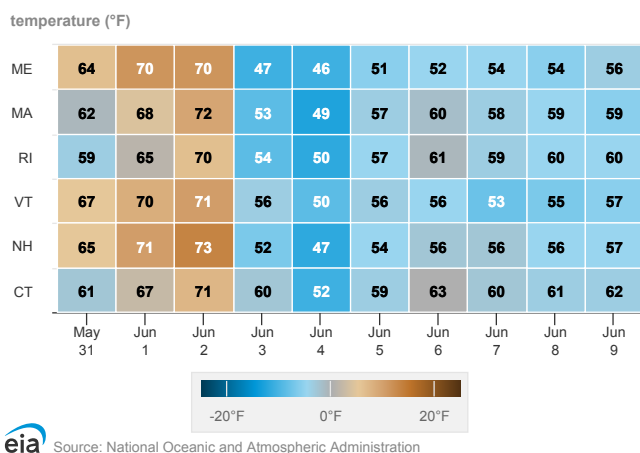 temperature (°F)
ME 64 70 70 47 46 51 52 54 54 56
MA 62 68 72 53 49 57 60 58 59 59
RI 59 65 70 54 50 57 61 59 60 60
VT 67 70 71 56 50 56 56 53 55 57
NH 65 71 73 52 47 54 56 56 56 57
CT 61 67 71 60 52 59 63 60 61 62
May Jun Jun Jun Jun Jun Jun Jun Jun Jun
31 1 2 3 4 5 6 7 8 9
-20°F 0°F 20°F
eia Source: National Oceanic and Atmospheric Administration